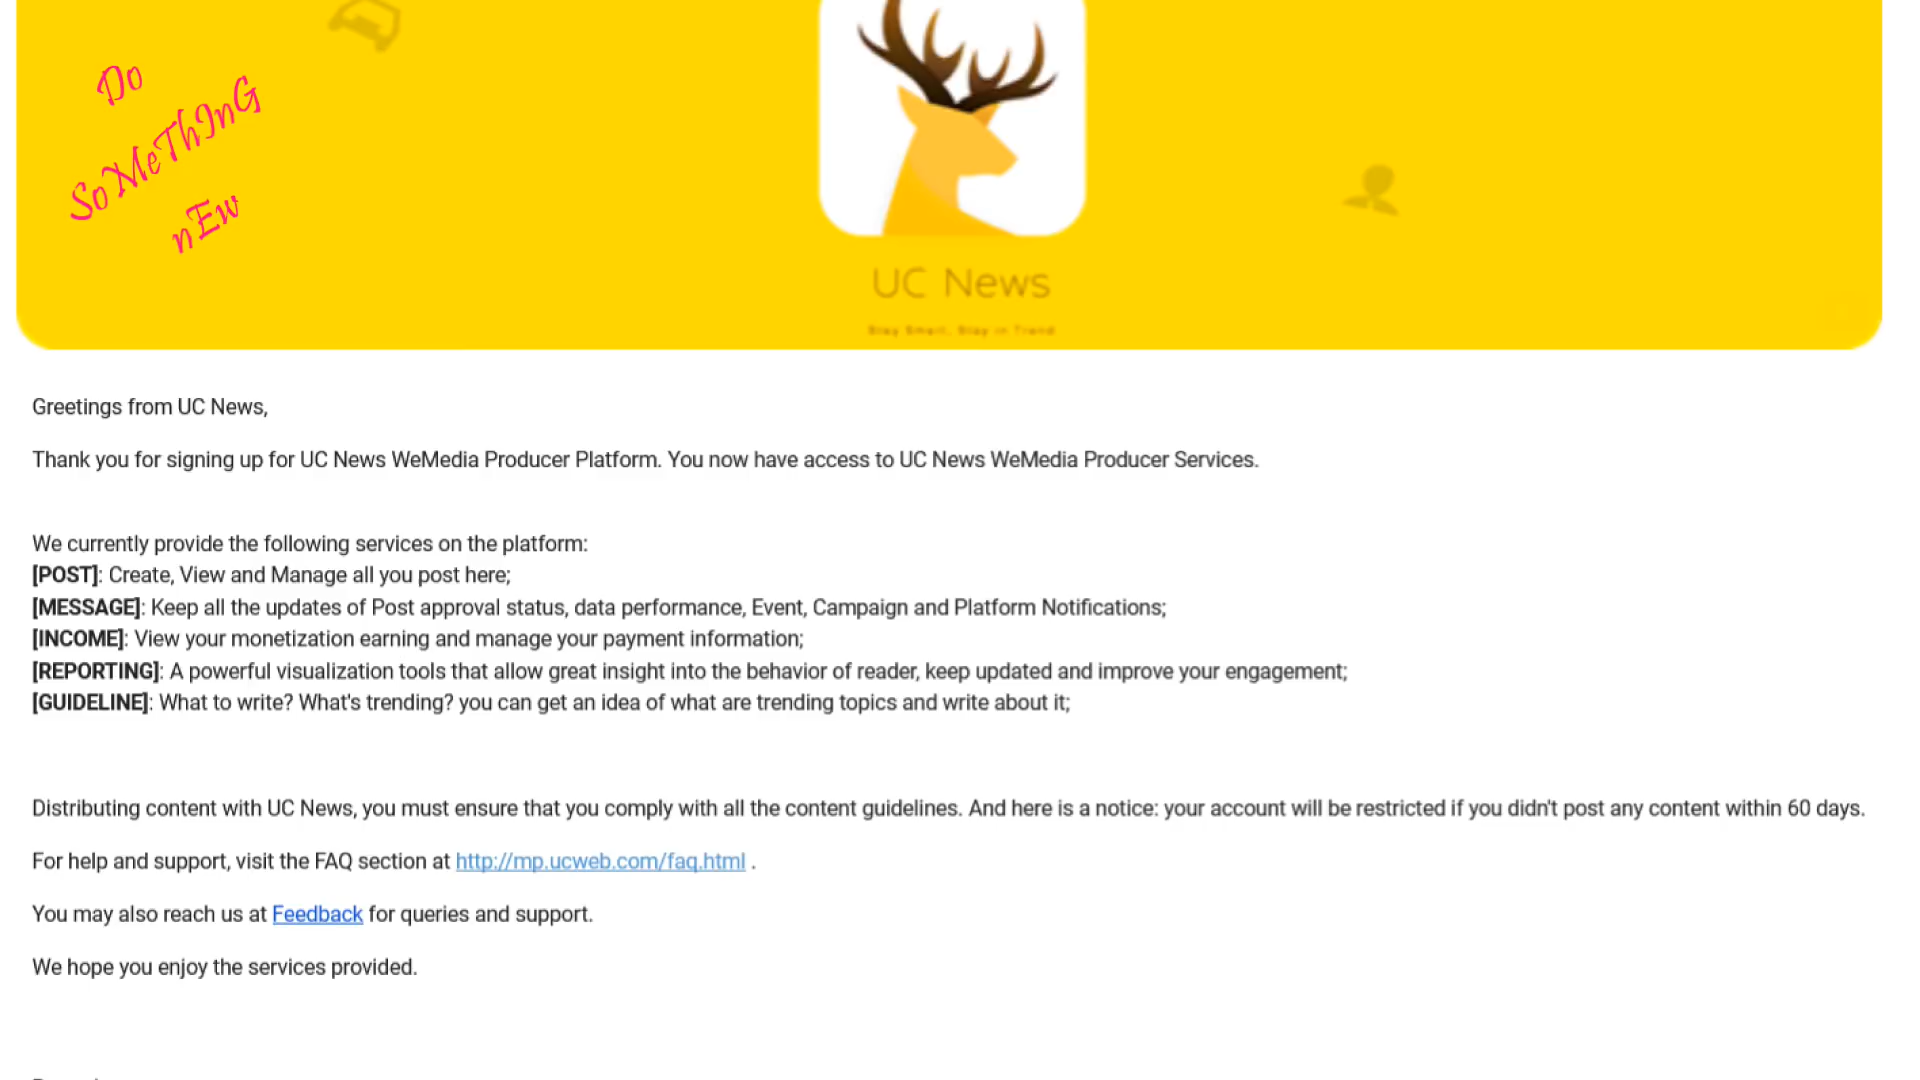 Do
SoMeThInG
nEw
UC News
Stay Smart, Stay in Trend
Greetings from UC News,
Thank you for signing up for UC News WeMedia Producer Platform. You now have access to UC News WeMedia Producer Services.
We currently provide the following services on the platform:
[POST]: Create, View and Manage all you post here;
[MESSAGE]: Keep all the updates of Post approval status, data performance, Event, Campaign and Platform Notifications;
[INCOME]: View your monetization earning and manage your payment information;
[REPORTING]: A powerful visualization tools that allow great insight into the behavior of reader, keep updated and improve your engagement;
[GUIDELINE]: What to write? What's trending? you can get an idea of what are trending topics and write about it;
Distributing content with UC News, you must ensure that you comply with all the content guidelines. And here is a notice: your account will be restricted if you didn't post any content within 60 days.
For help and support, visit the FAQ section at http://mp.ucweb.com/faq.html .
You may also reach us at Feedback for queries and support.
We hope you enjoy the services provided.